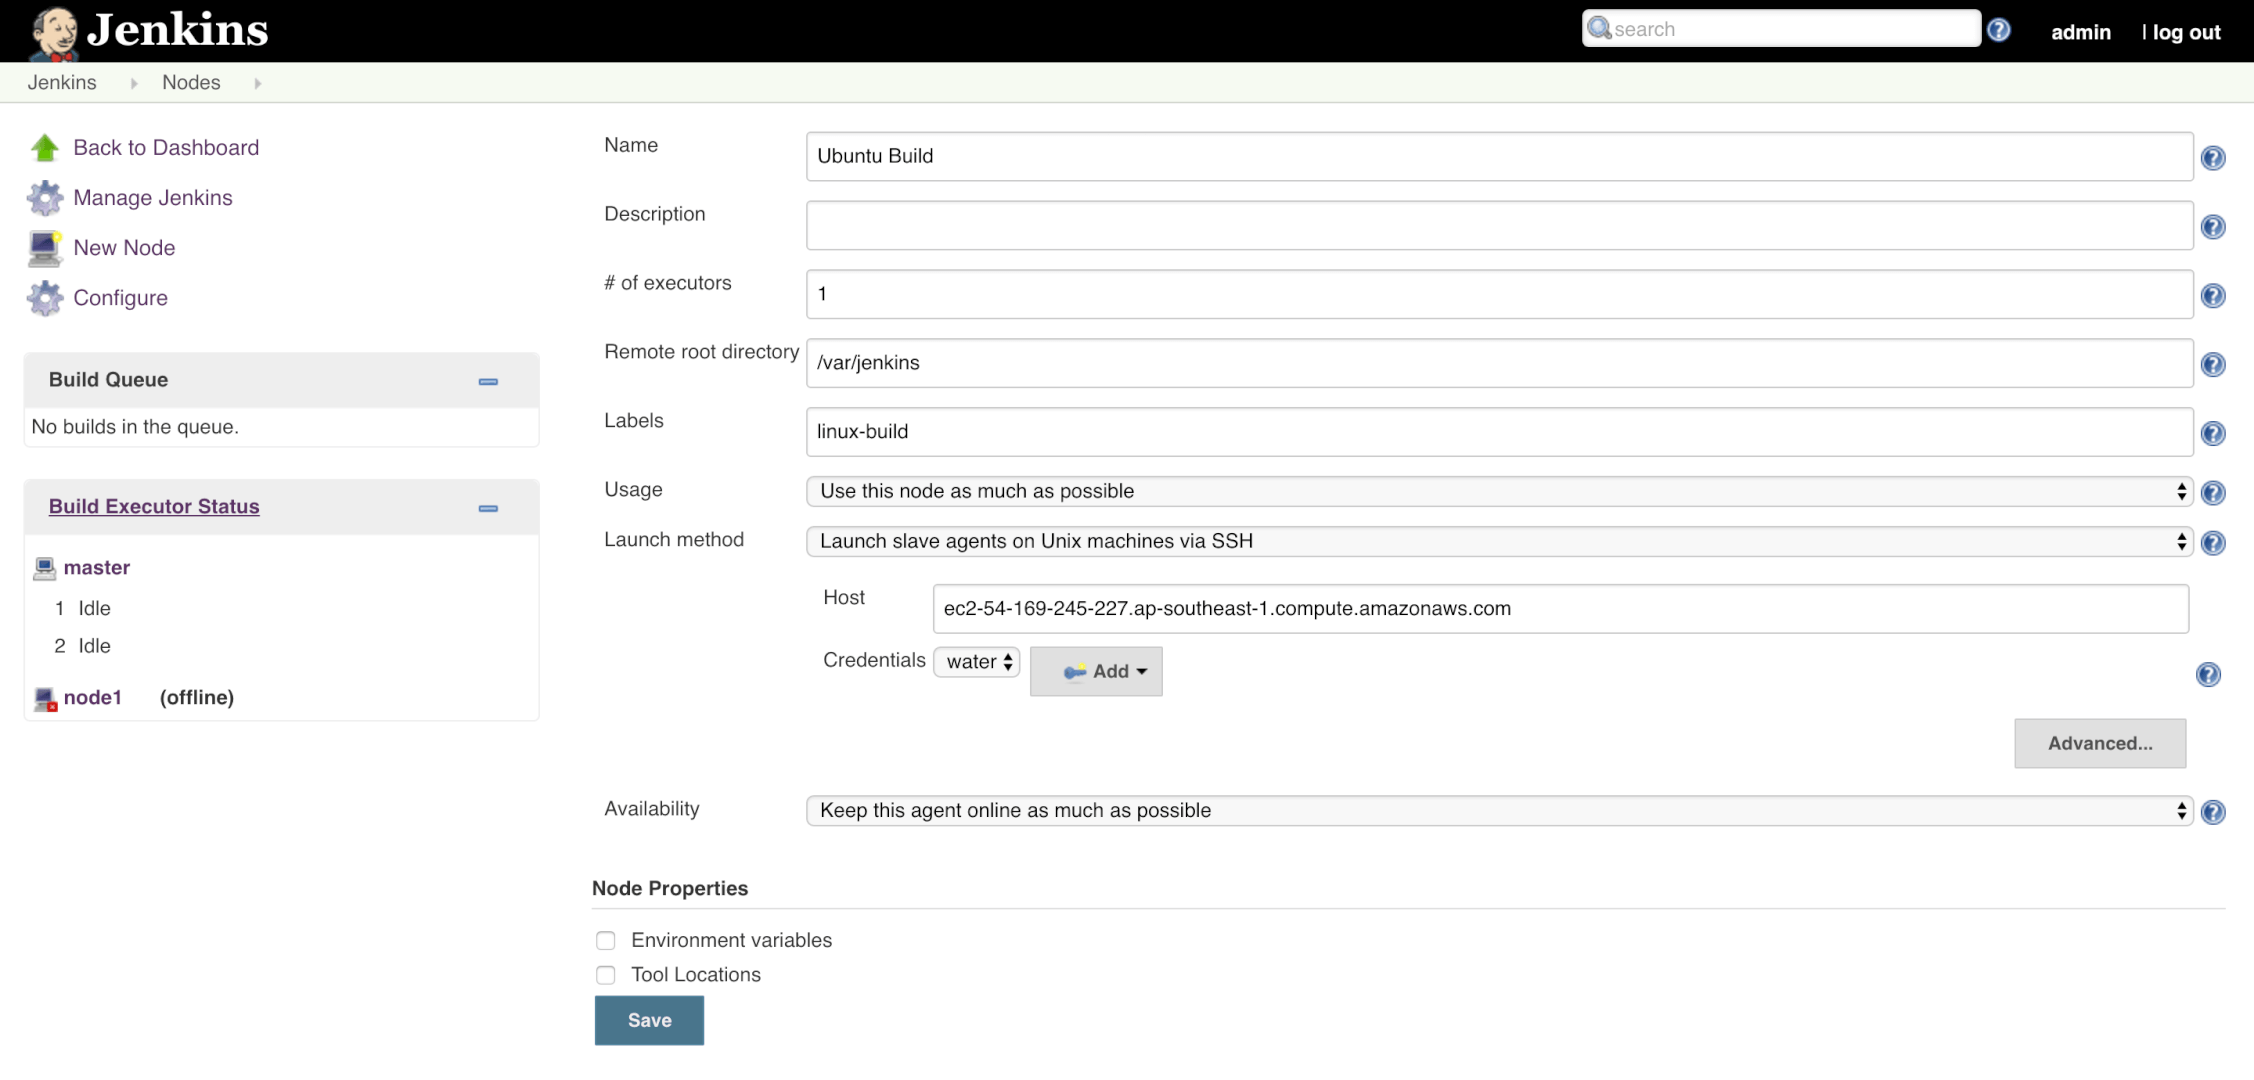 Jenkins
search
admin
| log out
Jenkins
Nodes
Back to Dashboard
Manage Jenkins
New Node
Configure
Build Queue
No builds in the queue.
Build Executor Status
master
1 Idle
2 Idle
node1 (offline)
Name
Ubuntu Build
Description
# of executors
1
Remote root directory
/var/jenkins
Labels
linux-build
Usage
Use this node as much as possible
Launch method
Launch slave agents on Unix machines via SSH
Host
ec2-54-169-245-227.ap-southeast-1.compute.amazonaws.com
Credentials
water
Add
Advanced...
Availability
Keep this agent online as much as possible
Node Properties
Environment variables
Tool Locations
Save